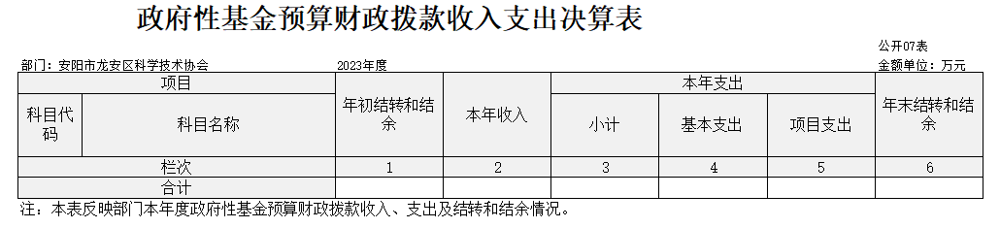 政府性基金预算财政拨款收入支出决算表
公开07表
部门：安阳市龙安区科学技术协会 2023年度 金额单位：万元
项目 年初结转和结余 本年收入 本年支出 年末结转和结余
科目代码 科目名称 小计 基本支出 项目支出
栏次 1 2 3 4 5 6
合计
注：本表反映部门本年度政府性基金预算财政拨款收入、支出及结转和结余情况。